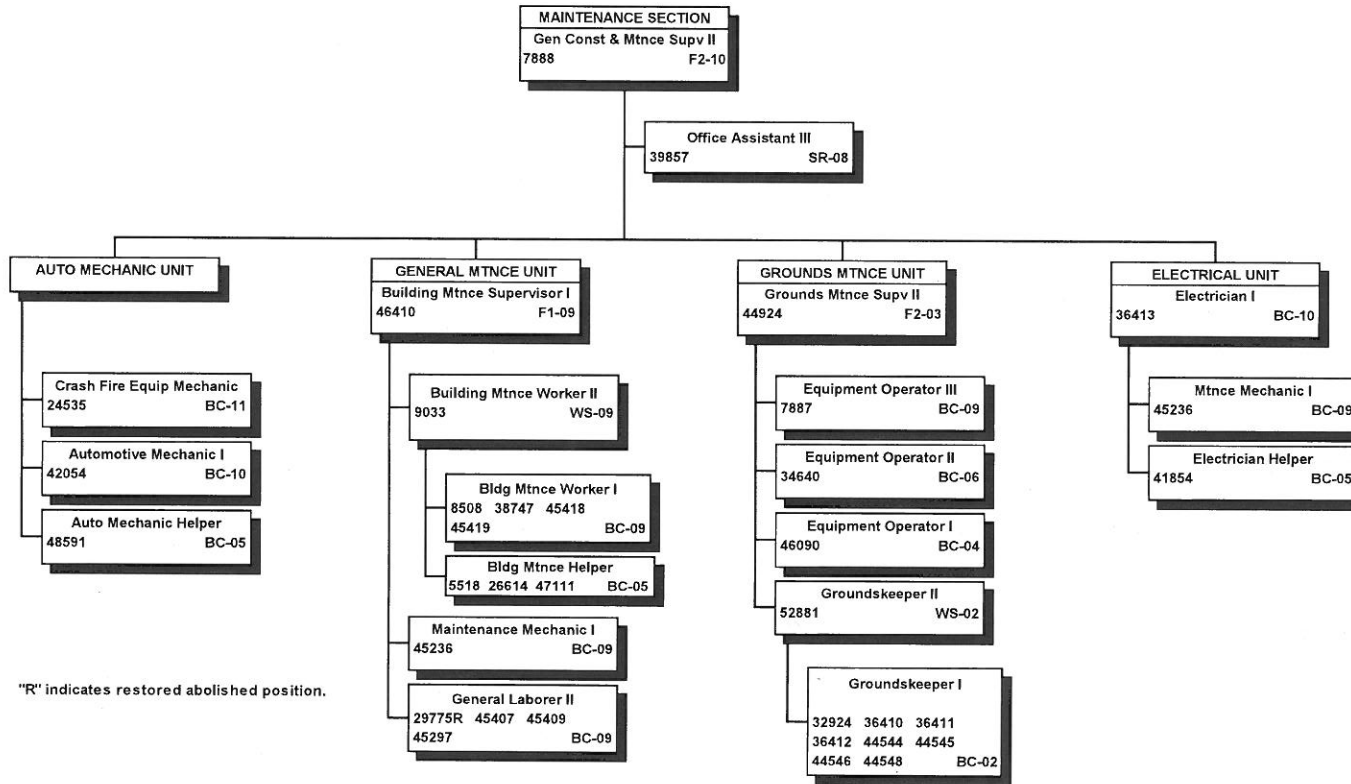 MAINTENANCE SECTION
Gen Const & Mtnce Supv II
7888 F2-10
Office Assistant III
39857 SR-08
AUTO MECHANIC UNIT
Crash Fire Equip Mechanic
24535 BC-11
Automotive Mechanic I
42054 BC-10
Auto Mechanic Helper
48591 BC-05
GENERAL MTNCE UNIT
Building Mtnce Supervisor I
46410 F1-09
Building Mtnce Worker II
9033 WS-09
Bldg Mtnce Worker I
8508 38747 45418
45419 BC-09
Bldg Mtnce Helper
5518 26614 47111 BC-05
Maintenance Mechanic I
45236 BC-09
General Laborer II
29775R 45407 45409
45297 BC-09
GROUNDS MTNCE UNIT
Grounds Mtnce Supv II
44924 F2-03
Equipment Operator III
7887 BC-09
Equipment Operator II
34640 BC-06
Equipment Operator I
46090 BC-04
Groundskeeper II
52881 WS-02
Groundskeeper I
32924 36410 36411
36412 44544 44545
44546 44548 BC-02
ELECTRICAL UNIT
Electrician I
36413 BC-10
Mtnce Mechanic I
45236 BC-09
Electrician Helper
41854 BC-05
"R" indicates restored abolished position.